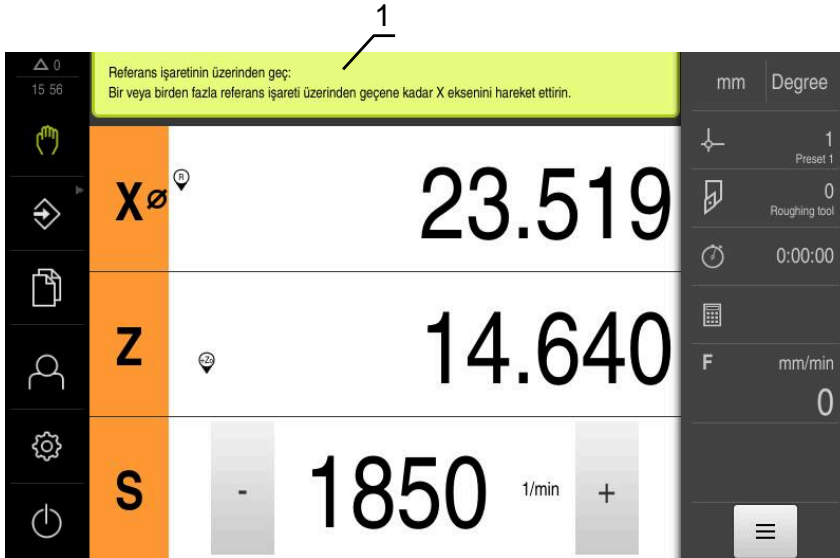 1
0
15 56
Referans işaretinin üzerinden geç:
Bir veya birden fazla referans işareti üzerinden geçene kadar X eksenini hareket ettirin.
mm Degree
X⌀ R 23.519
1
Preset 1
0
Roughing tool
0:00:00
Z 14.640
F mm/min
0
S - 1850 1/min +